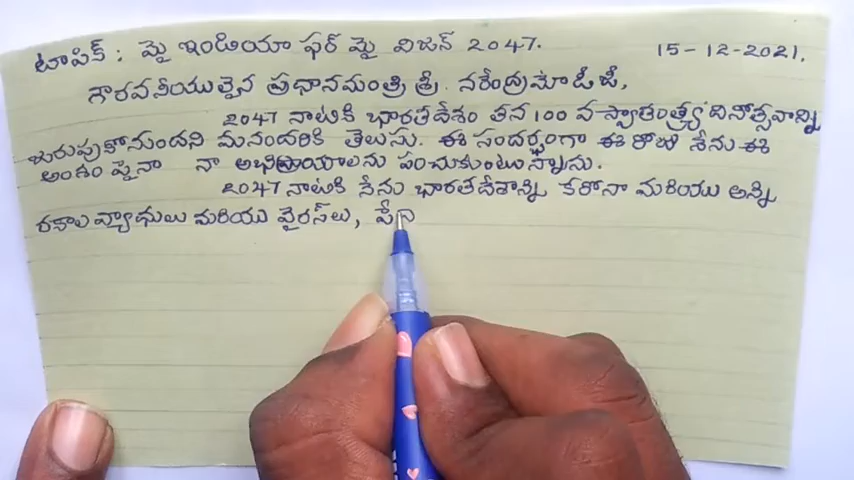 టాపిక్ : మై ఇండియా ఫర్ మై విజన్ 2047. 15-12-2021.
గౌరవనీయులైన ప్రధానమంత్రి శ్రీ. నరేంద్రమోడీజీ,
2047 నాటికి భారతదేశం తన 100 వ స్వాతంత్ర్య దినోత్సవాన్ని
జరుపుకోనుందని మనందరికి తెలుసు. ఈ సందర్భంగా ఈ రోజు నేను ఈ
అంశం పైనా నా అభిప్రాయాలను పంచుకుంటున్నాను.
2047 నాటికి నేను భారతదేశాన్ని కరోనా మరియు అన్ని
రకాల వ్యాధులు మరియు వైరస్‌లు, పే